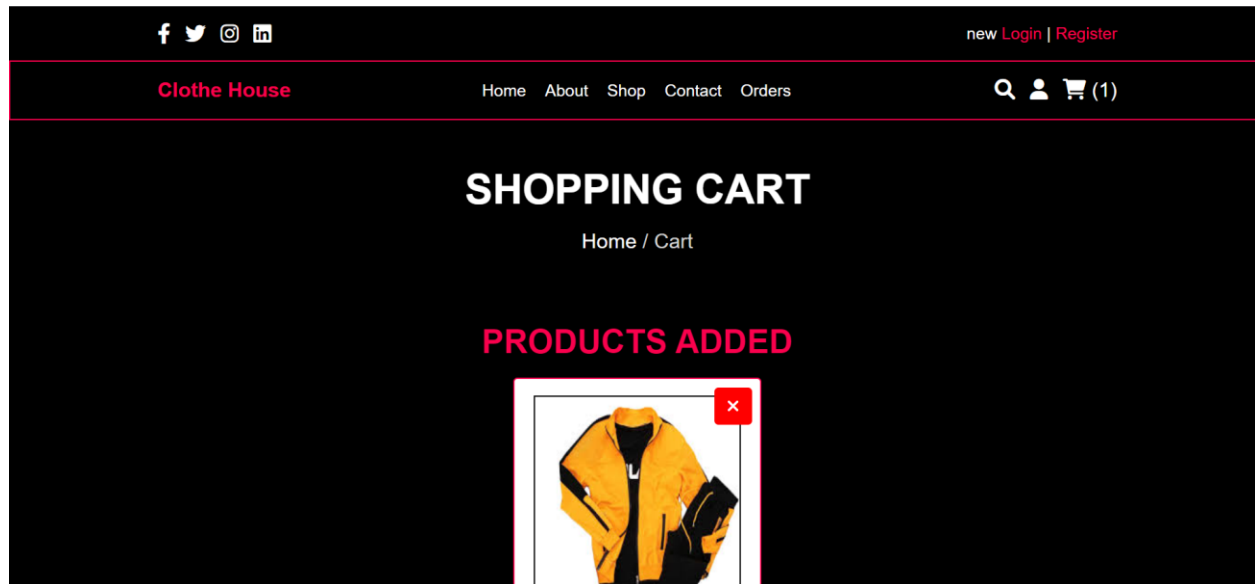 new Login | Register
Clothe House Home About Shop Contact Orders (1)
SHOPPING CART
Home / Cart
PRODUCTS ADDED
×